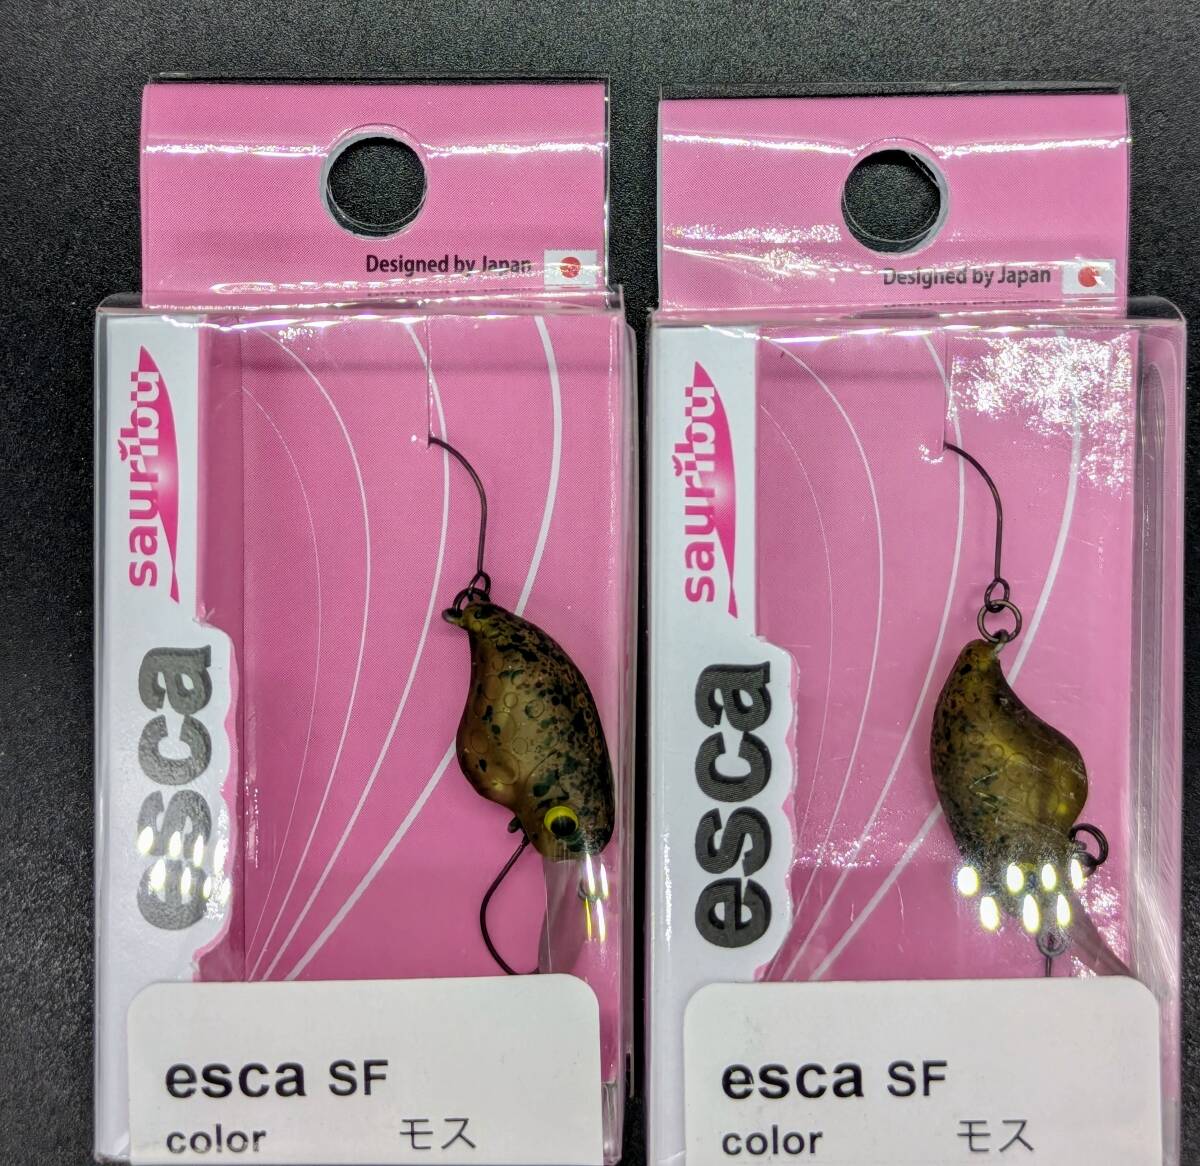 Designed by Japan
sauribu
esca
esca SF
color モス
Designed by Japan
sauribu
esca
esca SF
color モス